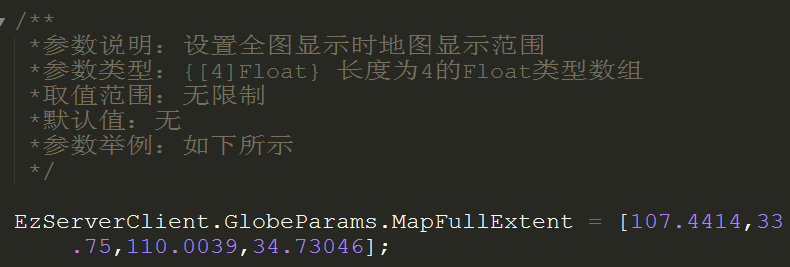 /**
*参数说明：设置全图显示时地图显示范围
*参数类型：{[4]Float} 长度为4的Float类型数组
*取值范围：无限制
*默认值：无
*参数举例：如下所示
*/
EzServerClient.GlobeParams.MapFullExtent = [107.4414,33
.75,110.0039,34.73046];